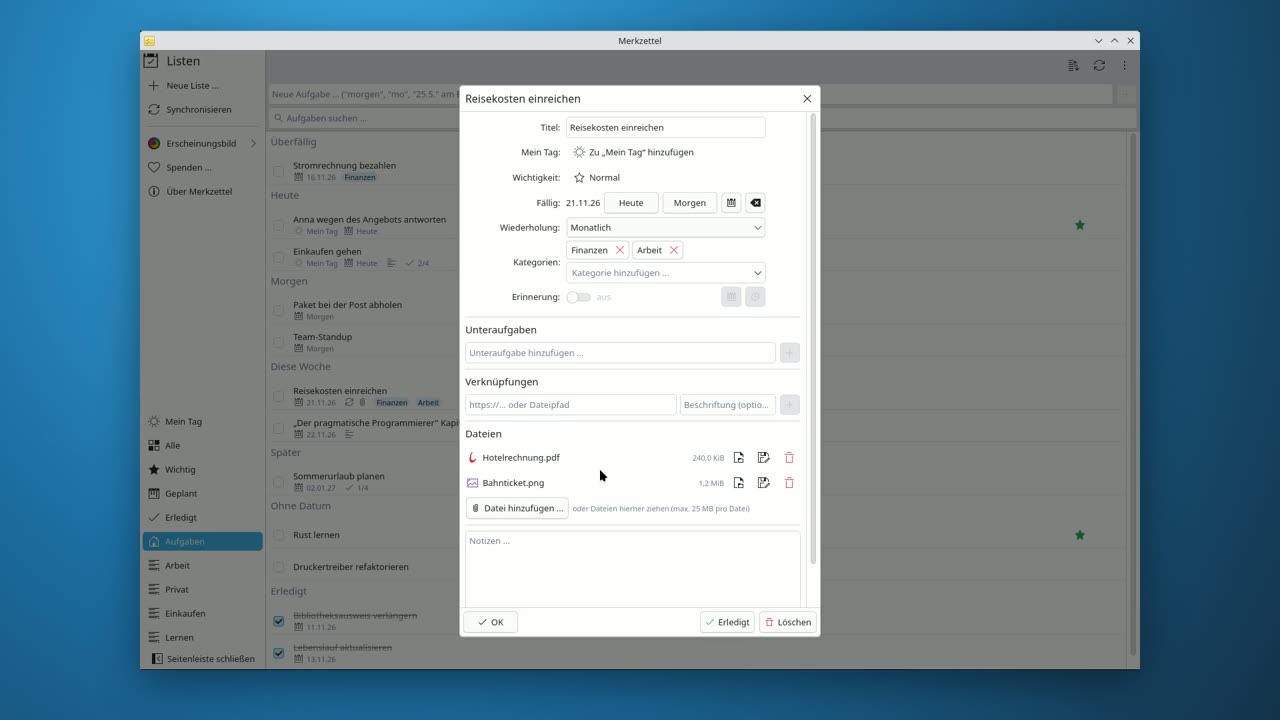 Merkzettel
Listen
Neue Liste ...
Synchronisieren
Erscheinungsbild
Spenden ...
Über Merkzettel
Mein Tag
Alle
Wichtig
Geplant
Erledigt
Aufgaben
Arbeit
Privat
Einkaufen
Lernen
Seitenleiste schließen
Neue Aufgabe ... ("morgen", "mo", "25.5." am E
Aufgaben suchen ...
Überfällig
Stromrechnung bezahlen
16.11.26 Finanzen
Heute
Anna wegen des Angebots antworten
Mein Tag Heute
Einkaufen gehen
Mein Tag Heute 2/4
Morgen
Paket bei der Post abholen
Morgen
Team-Standup
Morgen
Diese Woche
Reisekosten einreichen
21.11.26 Finanzen Arbeit
„Der pragmatische Programmierer" Kapi
22.11.26
Später
Sommerurlaub planen
02.01.27 1/4
Ohne Datum
Rust lernen
Druckertreiber refaktorieren
Erledigt
Bibliotheksausweis verlängern
11.11.26
Lebenslauf aktualisieren
13.11.26
Reisekosten einreichen
Titel: Reisekosten einreichen
Mein Tag: Zu „Mein Tag" hinzufügen
Wichtigkeit: Normal
Fällig: 21.11.26 Heute Morgen
Wiederholung: Monatlich
Kategorien: Finanzen Arbeit
Kategorie hinzufügen ...
Erinnerung: aus
Unteraufgaben
Unteraufgabe hinzufügen ...
Verknüpfungen
https://... oder Dateipfad Beschriftung (optio...
Dateien
Hotelrechnung.pdf 240,0 KiB
Bahnticket.png 1,2 MiB
Datei hinzufügen ... oder Dateien hierher ziehen (max. 25 MB pro Datei)
Notizen ...
OK Erledigt Löschen